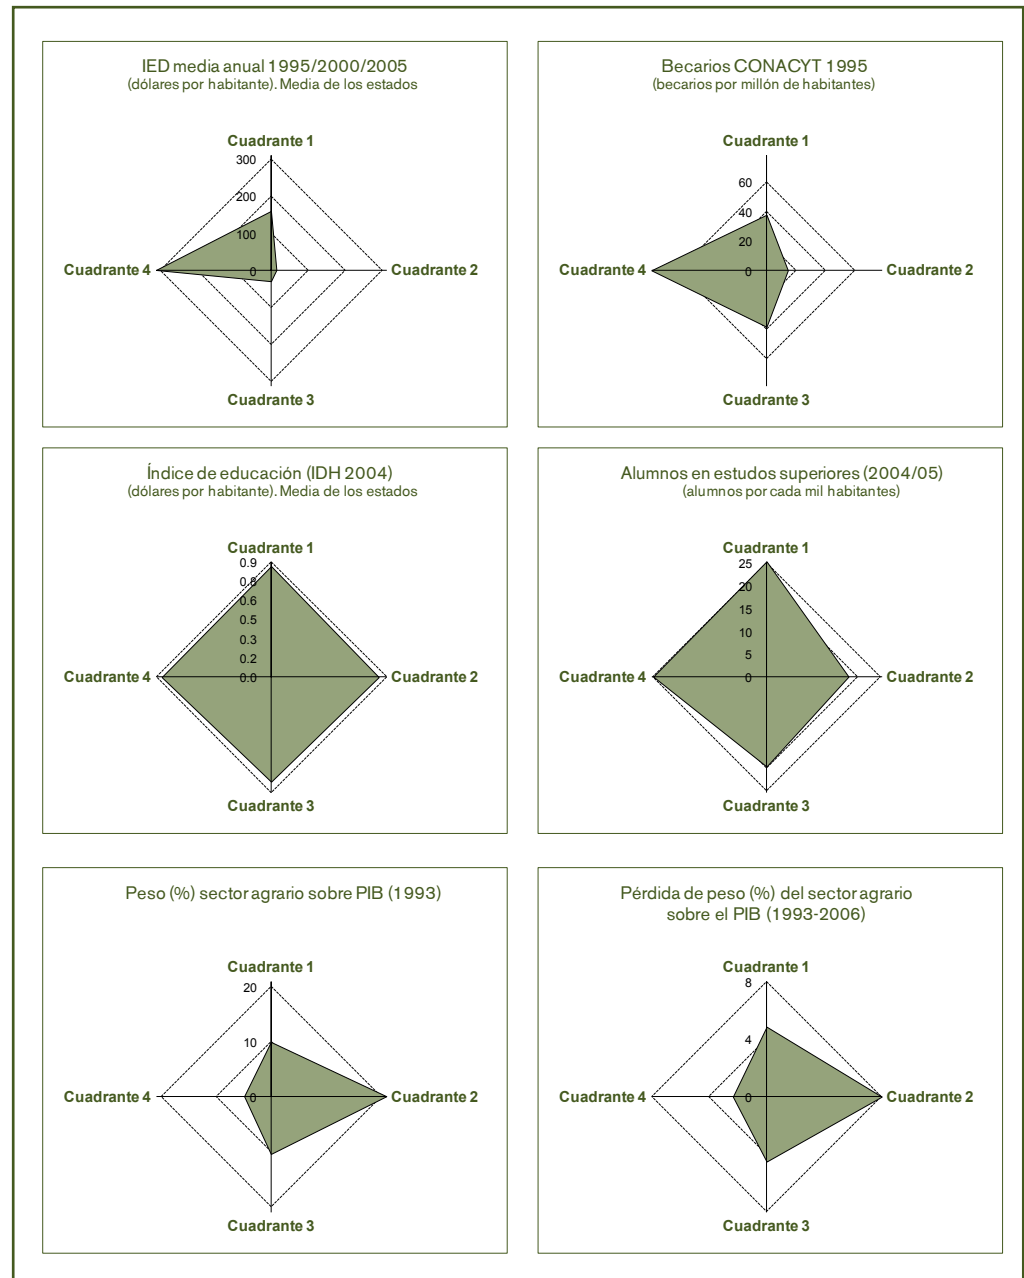 IED media anual 1995/2000/2005
(dólares por habitante). Media de los estados
Cuadrante 1
300
200
100
0
Cuadrante 4
Cuadrante 2
Cuadrante 3
Becarios CONACYT 1995
(becarios por millón de habitantes)
Cuadrante 1
60
40
20
0
Cuadrante 4
Cuadrante 2
Cuadrante 3
Índice de educación (IDH 2004)
(dólares por habitante). Media de los estados
Cuadrante 1
0.9
0.8
0.6
0.5
0.3
0.2
0.0
Cuadrante 4
Cuadrante 2
Cuadrante 3
Alumnos en estudos superiores (2004/05)
(alumnos por cada mil habitantes)
Cuadrante 1
25
20
15
10
5
0
Cuadrante 4
Cuadrante 2
Cuadrante 3
Peso (%) sector agrario sobre PIB (1993)
Cuadrante 1
20
10
0
Cuadrante 4
Cuadrante 2
Cuadrante 3
Pérdida de peso (%) del sector agrario
sobre el PIB (1993-2006)
Cuadrante 1
8
4
0
Cuadrante 4
Cuadrante 2
Cuadrante 3